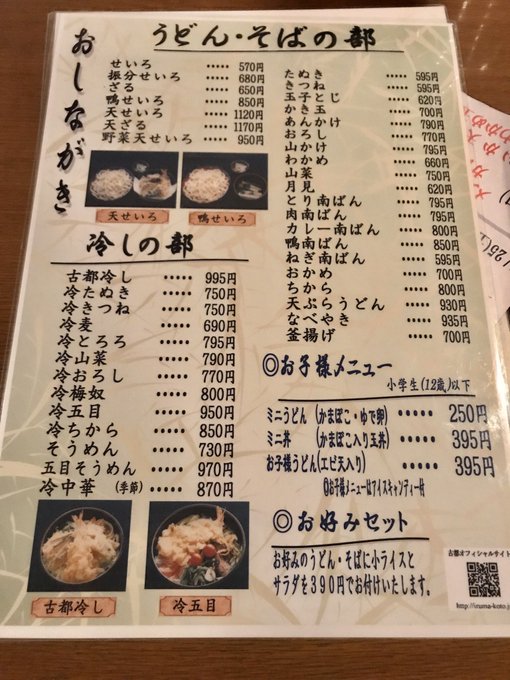 おしながき
うどん・そばの部
せいろ ••••• 570円
振分せいろ ••••• 680円
ざる ••••• 650円
鴨せいろ ••••• 850円
天せいろ ••••• 1120円
天ざる ••••• 1170円
野菜天せいろ ••••• 950円
天せいろ
鴨せいろ
たぬき ••••• 595円
きつね ••••• 595円
玉子とじ ••••• 620円
かき玉 ••••• 700円
あんかけ ••••• 790円
おろし ••••• 770円
山かけ ••••• 795円
わかめ ••••• 660円
山菜 ••••• 770円
月見 ••••• 620円
とり南ばん ••••• 795円
肉南ばん ••••• 795円
カレー南ばん ••••• 800円
鴨南ばん ••••• 850円
ねぎ南ばん ••••• 595円
おかめ ••••• 700円
ちから ••••• 800円
天ぷらうどん ••••• 930円
なべやき ••••• 935円
釜揚げ ••••• 700円
冷しの部
古都冷し ••••• 995円
冷たぬき ••••• 750円
冷きつね ••••• 750円
冷麦 ••••• 690円
冷とろろ ••••• 795円
冷山菜 ••••• 790円
冷おろし ••••• 770円
冷梅奴 ••••• 800円
冷五目 ••••• 950円
冷ちから ••••• 850円
そうめん ••••• 730円
五目そうめん ••••• 970円
冷中華 (季節) ••••• 870円
古都冷し
冷五目
◎お子様メニュー
小学生(12歳)以下
ミニうどん (かまぼこ・ゆで卵) ••••• 250円
ミニ丼 (かまぼこ入り玉丼) ••••• 395円
お子様うどん(エビ天入り) ••••• 395円
お子様メニューはアイスキャンディー付
◎お好みセット
お好みのうどん・そばに小ライスと
サラダを390円でお付けいたします。
古都オフィシャルサイト
http://iruma-koto.j